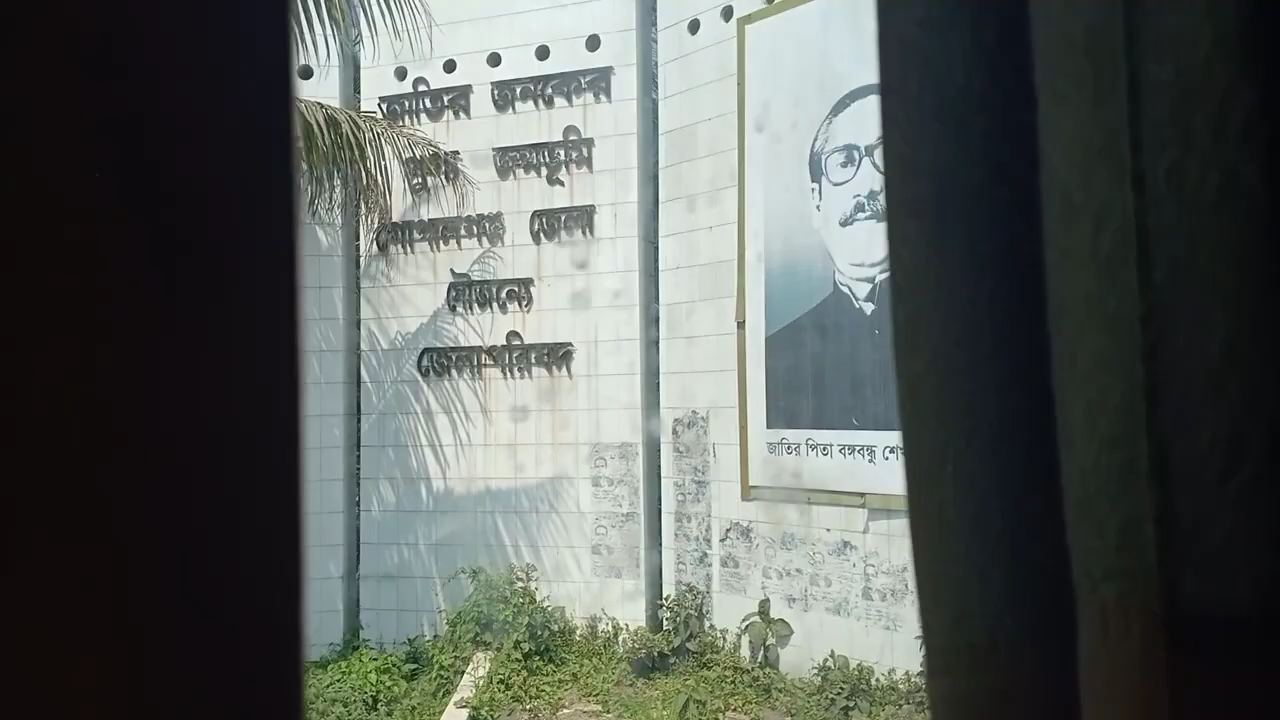 জাতির জনকের
পুণ্য জন্মভূমি
গোপালগঞ্জ জেলা
সৌজন্যে
জেলা পরিষদ
জাতির পিতা বঙ্গবন্ধু শেখ